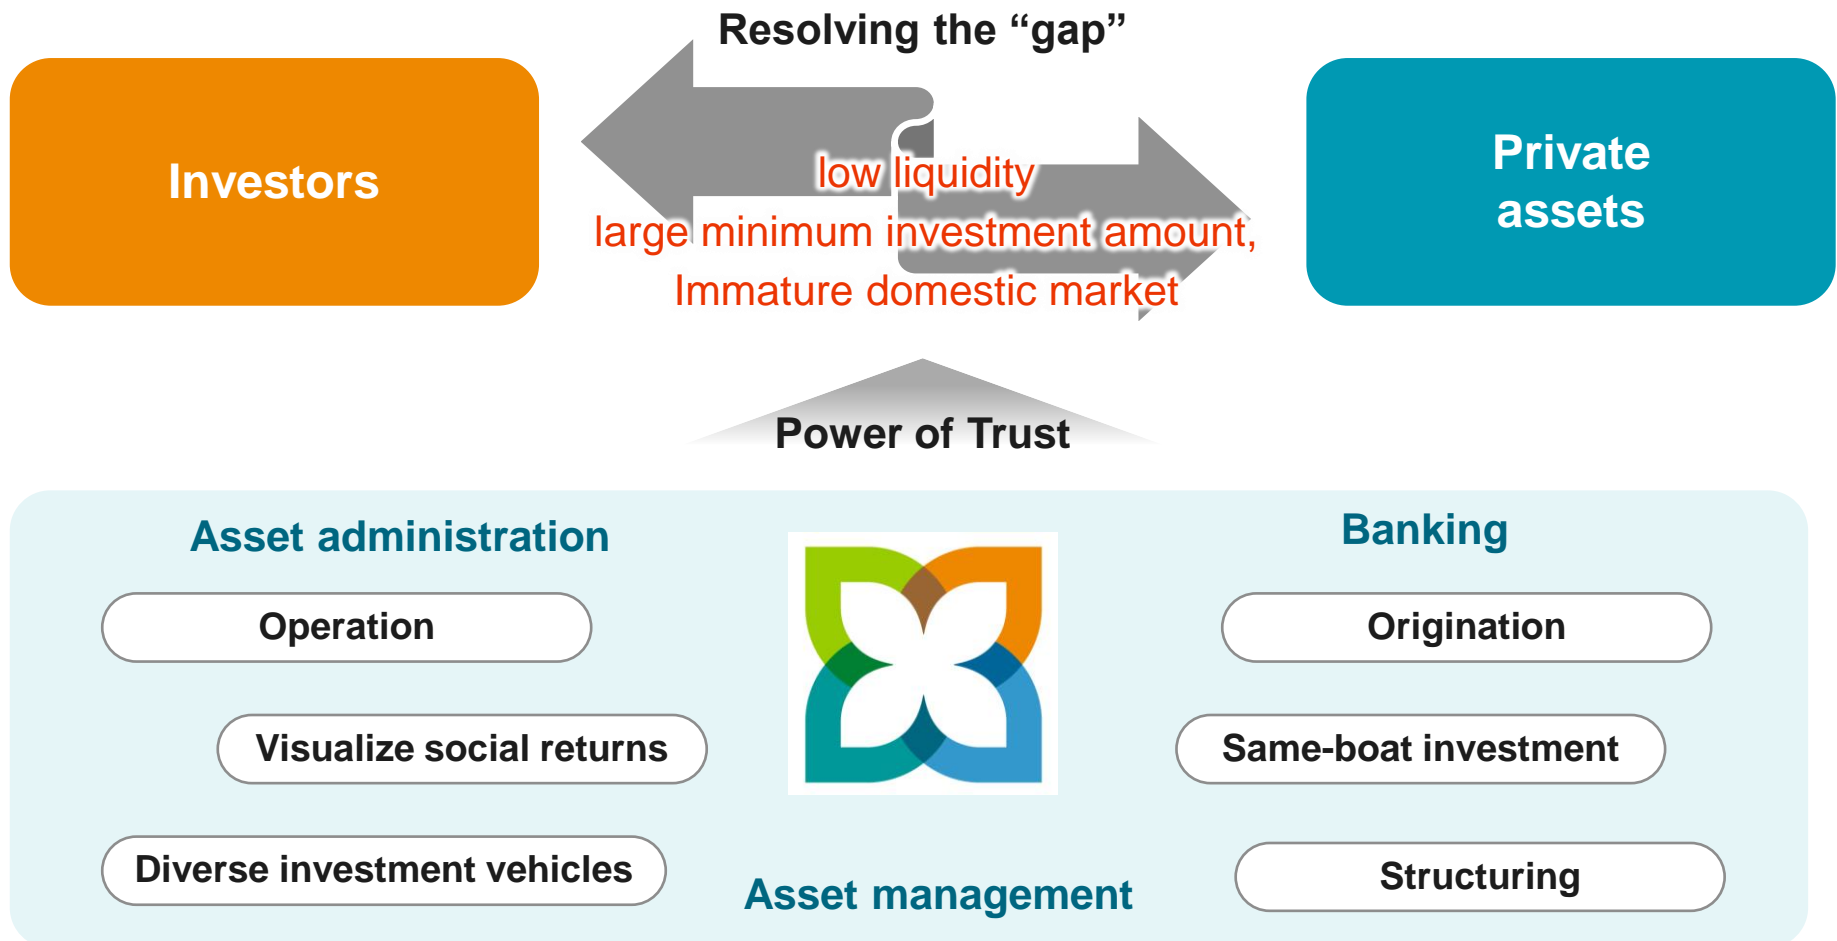 Resolving the “gap”
Investors
low liquidity
large minimum investment amount,
Immature domestic market
Private
assets
Power of Trust
Asset administration
Operation
Visualize social returns
Diverse investment vehicles
Asset management
Banking
Origination
Same-boat investment
Structuring